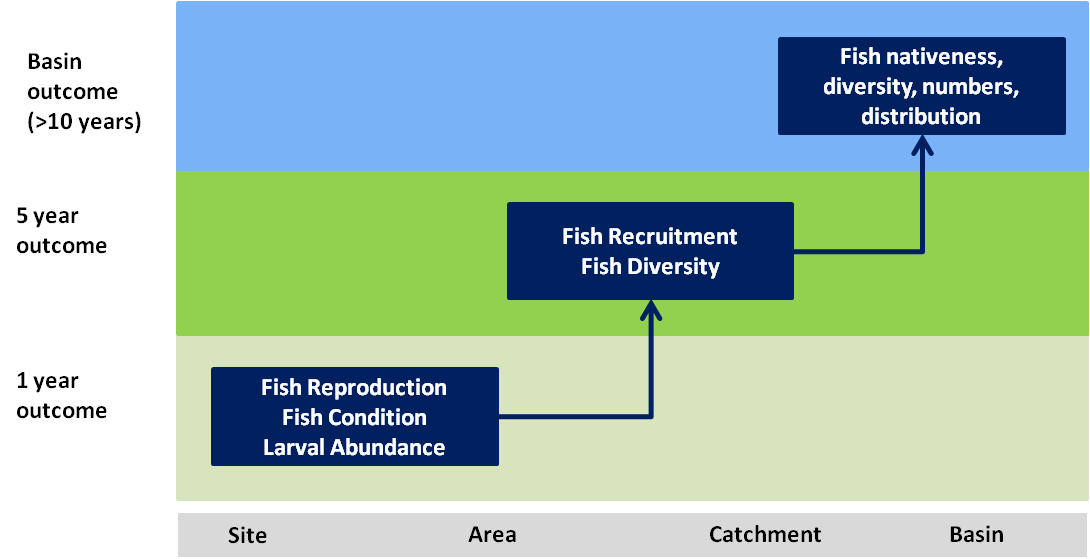 Basin
outcome
(>10 years)
Fish nativeness,
diversity, numbers,
distribution
5 year
outcome
Fish Recruitment
Fish Diversity
1 year
outcome
Fish Reproduction
Fish Condition
Larval Abundance
Site Area Catchment Basin